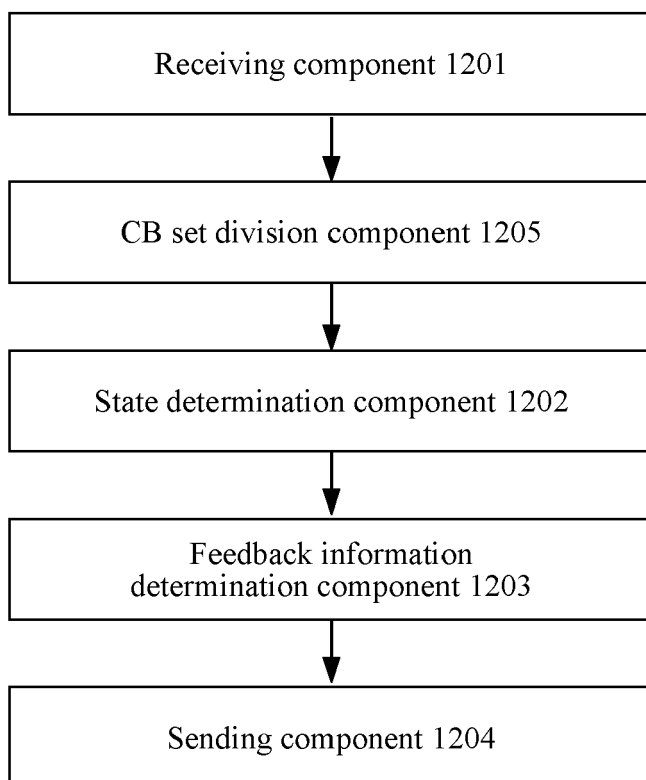 Receiving component 1201
CB set division component 1205
State determination component 1202
Feedback information
determination component 1203
Sending component 1204